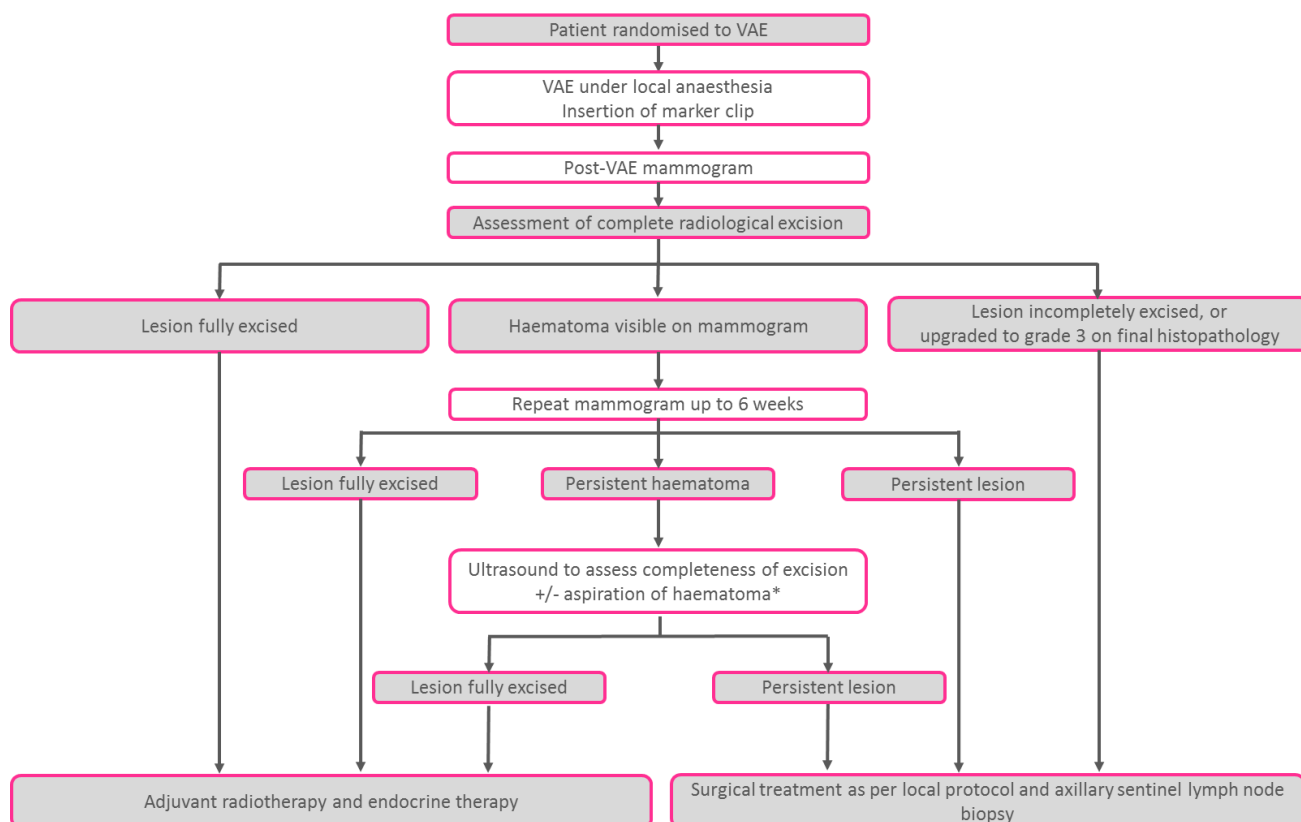 Patient randomised to VAE
VAE under local anaesthesia
Insertion of marker clip
Post-VAE mammogram
Assessment of complete radiological excision
Lesion fully excised
Haematoma visible on mammogram
Lesion incompletely excised, or
upgraded to grade 3 on final histopathology
Repeat mammogram up to 6 weeks
Lesion fully excised
Persistent haematoma
Persistent lesion
Ultrasound to assess completeness of excision
+/- aspiration of haematoma*
Lesion fully excised
Persistent lesion
Adjuvant radiotherapy and endocrine therapy
Surgical treatment as per local protocol and axillary sentinel lymph node
biopsy